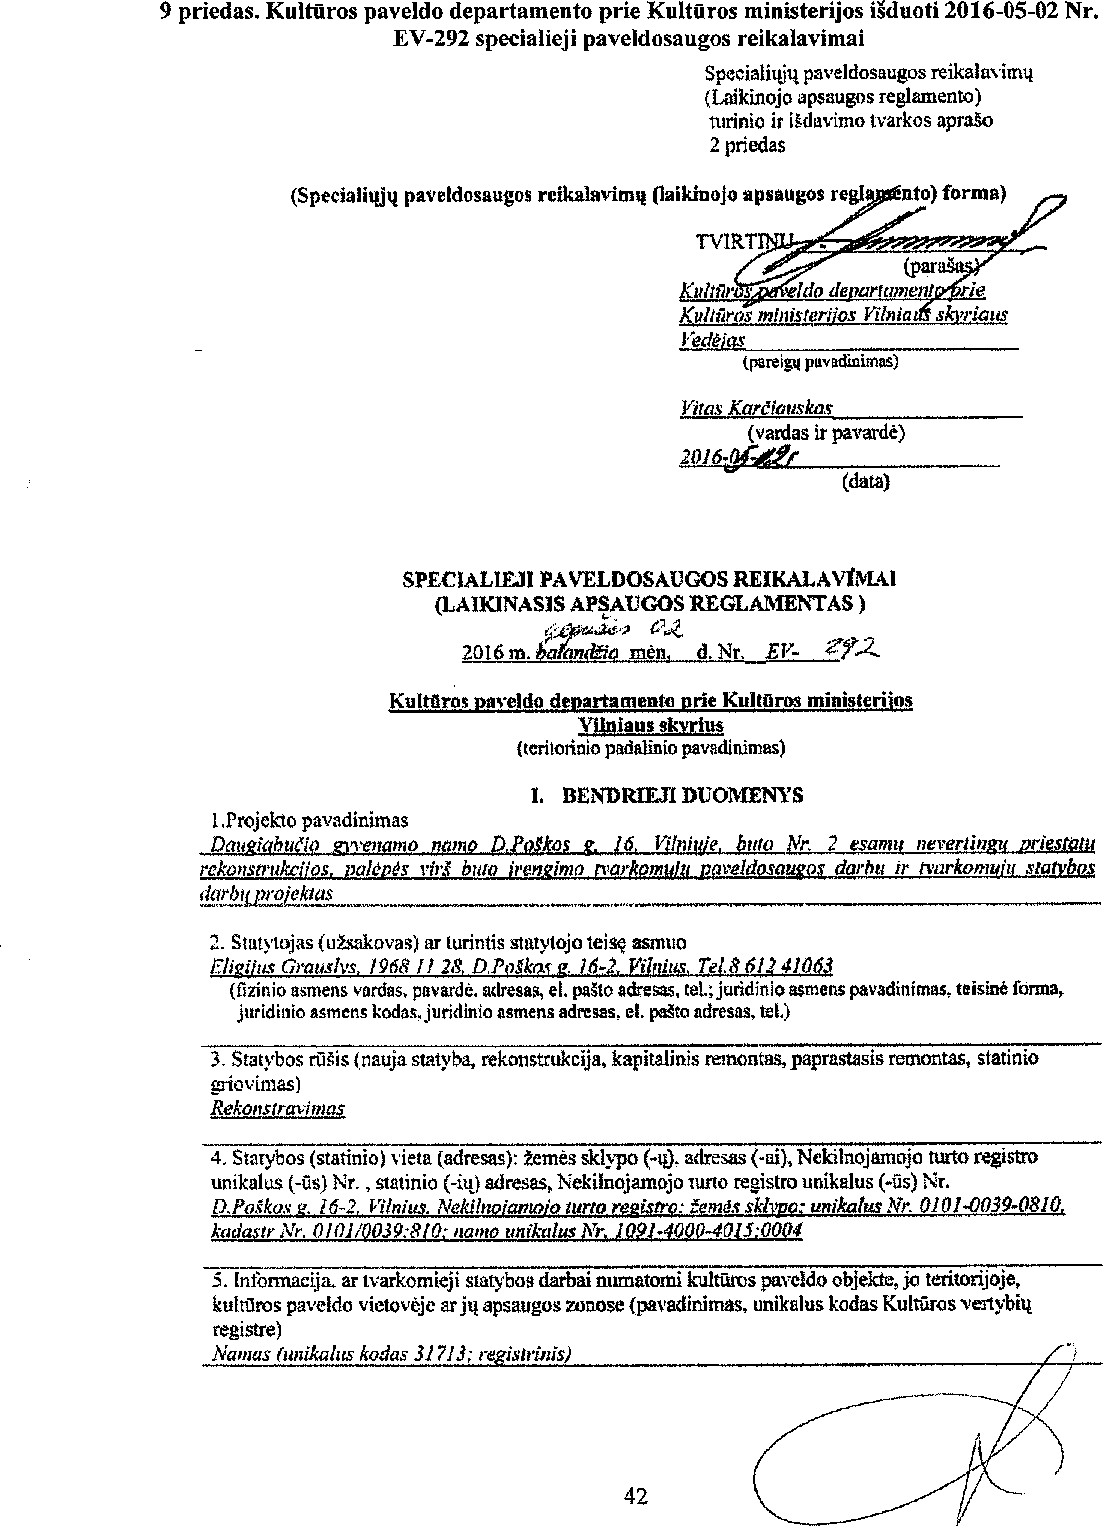 9 priedas. Kultūros paveldo departamento prie Kultūros ministerijos išduoti 2016-05-02 Nr.
EV-292 specialieji paveldosaugos reikalavimai
Specialiųjų paveldosaugos reikalavimų
(Laikinojo apsaugos reglamento)
turinio ir išdavimo tvarkos aprašo
2 priedas
(Specialiųjų paveldosaugos reikalavimų (laikinojo apsaugos reglamento) forma)
TVIRTINU
(parašas)
Kultūros paveldo departamento prie
Kultūros ministerijos Vilniaus skyriaus
Vedėjas
(pareigų pavadinimas)
Vitas Karčiauskas
(vardas ir pavardė)
2016-05-
(data)
SPECIALIEJI PAVELDOSAUGOS REIKALAVIMAI
(LAIKINASIS APSAUGOS REGLAMENTAS )
gegužės 02
2016 m. balandžio mėn. d. Nr. EV- 292
Kultūros paveldo departamento prie Kultūros ministerijos
Vilniaus skyrius
(teritorinio padalinio pavadinimas)
I. BENDRIEJI DUOMENYS
1.Projekto pavadinimas
Daugiabučio gyvenamo namo D.Poškos g. 16, Vilniuje, buto Nr. 2 esamų nevertingų priestatų
rekonstrukcijos, palėpės virš buto įrengimo tvarkomųjų paveldosaugos darbų ir tvarkomųjų statybos
darbų projektas
2. Statytojas (užsakovas) ar turintis statytojo teisę asmuo
Eligijus Grauslys, 1968 11 28, D.Poškos g. 16-2, Vilnius, Tel.8 612 41063
(fizinio asmens vardas, pavardė, adresas, el. pašto adresas, tel.; juridinio asmens pavadinimas, teisinė forma,
juridinio asmens kodas, juridinio asmens adresas, el. pašto adresas, tel.)
3. Statybos rūšis (nauja statyba, rekonstrukcija, kapitalinis remontas, paprastasis remontas, statinio
griovimas)
Rekonstravimas
4. Statybos (statinio) vieta (adresas): žemės sklypo (-ų), adresas (-ai), Nekilnojamojo turto registro
unikalus (-ūs) Nr. , statinio (-ių) adresas, Nekilnojamojo turto registro unikalus (-ūs) Nr.
D.Poškos g. 16-2, Vilnius, Nekilnojamojo turto registro: žemės sklypo: unikalus Nr. 0101-0039-0810,
kadastr Nr. 0101/0039:810; namo unikalus Nr. 1091-4000-4015:0004
5. Informacija, ar tvarkomieji statybos darbai numatomi kultūros paveldo objekte, jo teritorijoje,
kultūros paveldo vietovėje ar jų apsaugos zonose (pavadinimas, unikalus kodas Kultūros vertybių
registre)
Namas (unikalus kodas 31713; registrinis)
42